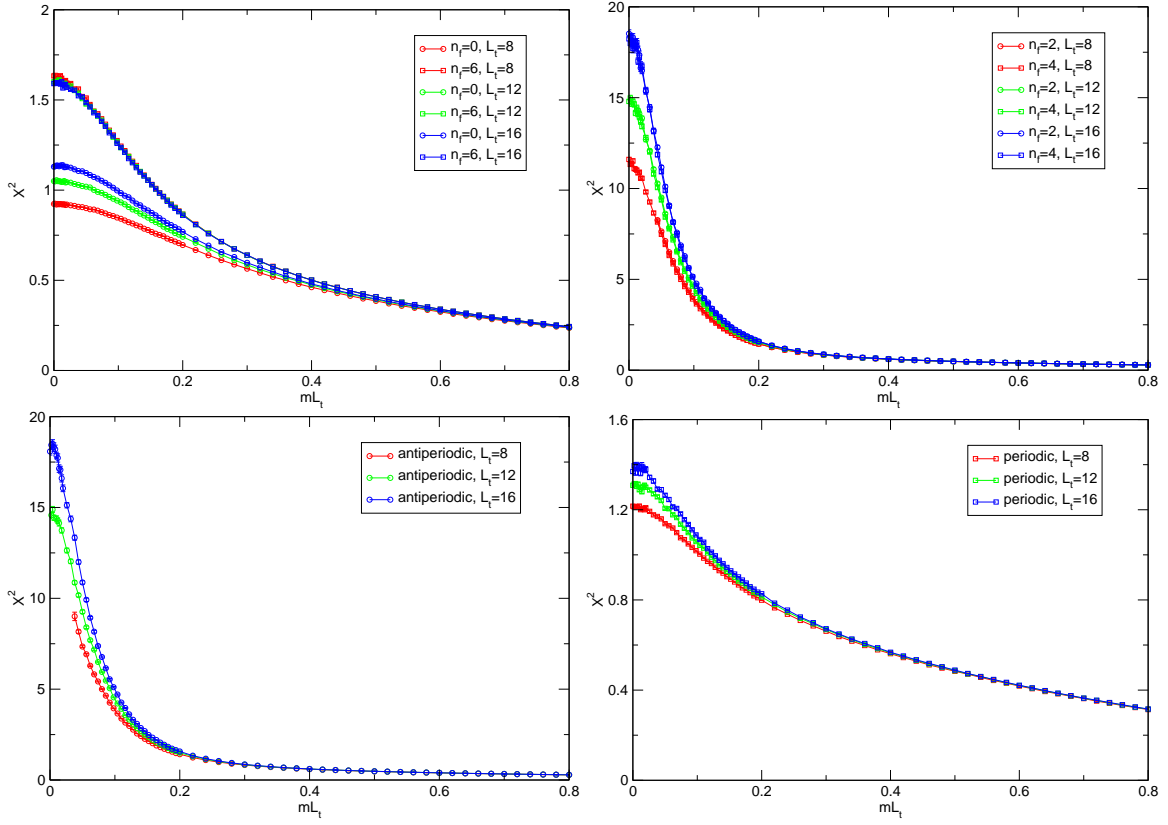 2
1.5
1
0.5
0
0
0.2
0.4
0.6
0.8
mL_t
X^2
n_f=0, L_t=8
n_f=6, L_t=8
n_f=0, L_t=12
n_f=6, L_t=12
n_f=0, L_t=16
n_f=6, L_t=16
20
15
10
5
0
0
0.2
0.4
0.6
0.8
mL_t
X^2
n_f=2, L_t=8
n_f=4, L_t=8
n_f=2, L_t=12
n_f=4, L_t=12
n_f=2, L_t=16
n_f=4, L_t=16
20
15
10
5
0
0
0.2
0.4
0.6
0.8
mL_t
X^2
antiperiodic, L_t=8
antiperiodic, L_t=12
antiperiodic, L_t=16
1.6
1.2
0.8
0.4
0
0
0.2
0.4
0.6
0.8
mL_t
X^2
periodic, L_t=8
periodic, L_t=12
periodic, L_t=16